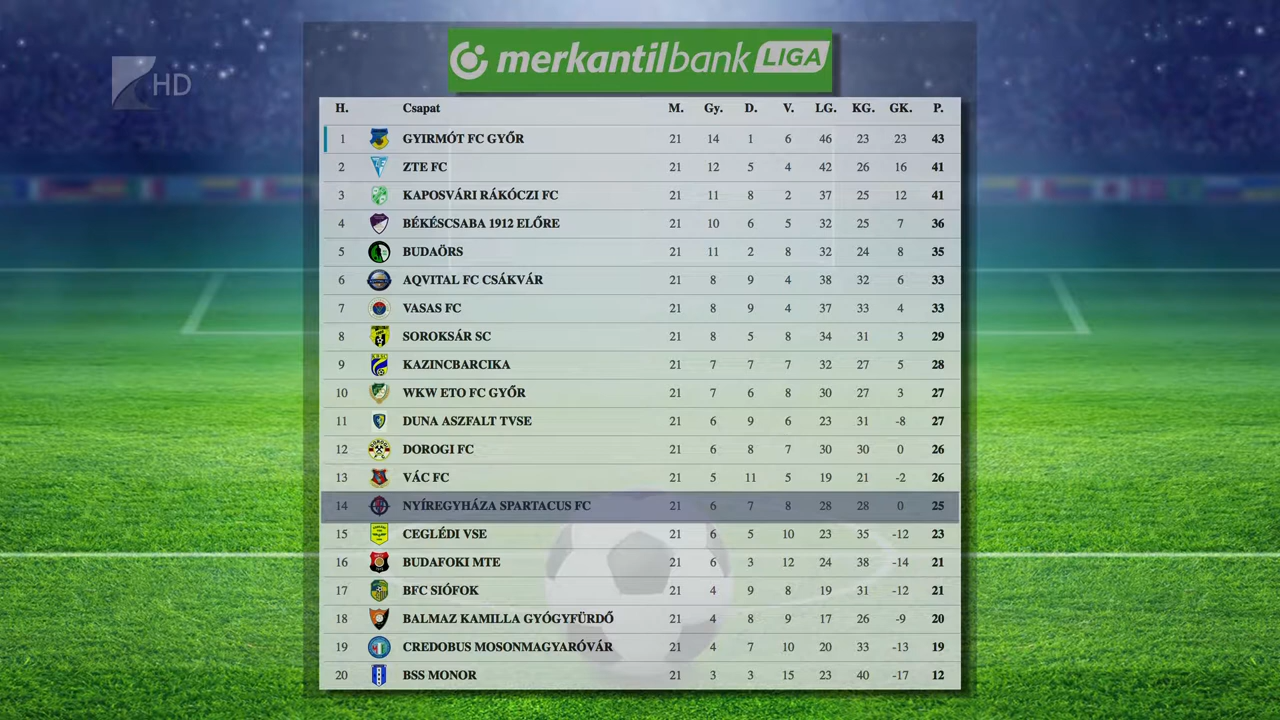 merkantilbank LIGA
HD
H. Csapat M. Gy. D. V. LG. KG. GK. P.
1 GYIRMÓT FC GYŐR 21 14 1 6 46 23 23 43
2 ZTE FC 21 12 5 4 42 26 16 41
3 KAPOSVÁRI RÁKÓCZI FC 21 11 8 2 37 25 12 41
4 BÉKÉSCSABA 1912 ELŐRE 21 10 6 5 32 25 7 36
5 BUDAÖRS 21 11 2 8 32 24 8 35
6 AQVITAL FC CSÁKVÁR 21 8 9 4 38 32 6 33
7 VASAS FC 21 8 9 4 37 33 4 33
8 SOROKSÁR SC 21 8 5 8 34 31 3 29
9 KAZINCBARCIKA 21 7 7 7 32 27 5 28
10 WKW ETO FC GYŐR 21 7 6 8 30 27 3 27
11 DUNA ASZFALT TVSE 21 6 9 6 23 31 -8 27
12 DOROGI FC 21 6 8 7 30 30 0 26
13 VÁC FC 21 5 11 5 19 21 -2 26
14 NYÍREGYHÁZA SPARTACUS FC 21 6 7 8 28 28 0 25
15 CEGLÉDI VSE 21 6 5 10 23 35 -12 23
16 BUDAFOKI MTE 21 6 3 12 24 38 -14 21
17 BFC SIÓFOK 21 4 9 8 19 31 -12 21
18 BALMAZ KAMILLA GYÓGYFÜRDŐ 21 4 8 9 17 26 -9 20
19 CREDOBUS MOSONMAGYARÓVÁR 21 4 7 10 20 33 -13 19
20 BSS MONOR 21 3 3 15 23 40 -17 12